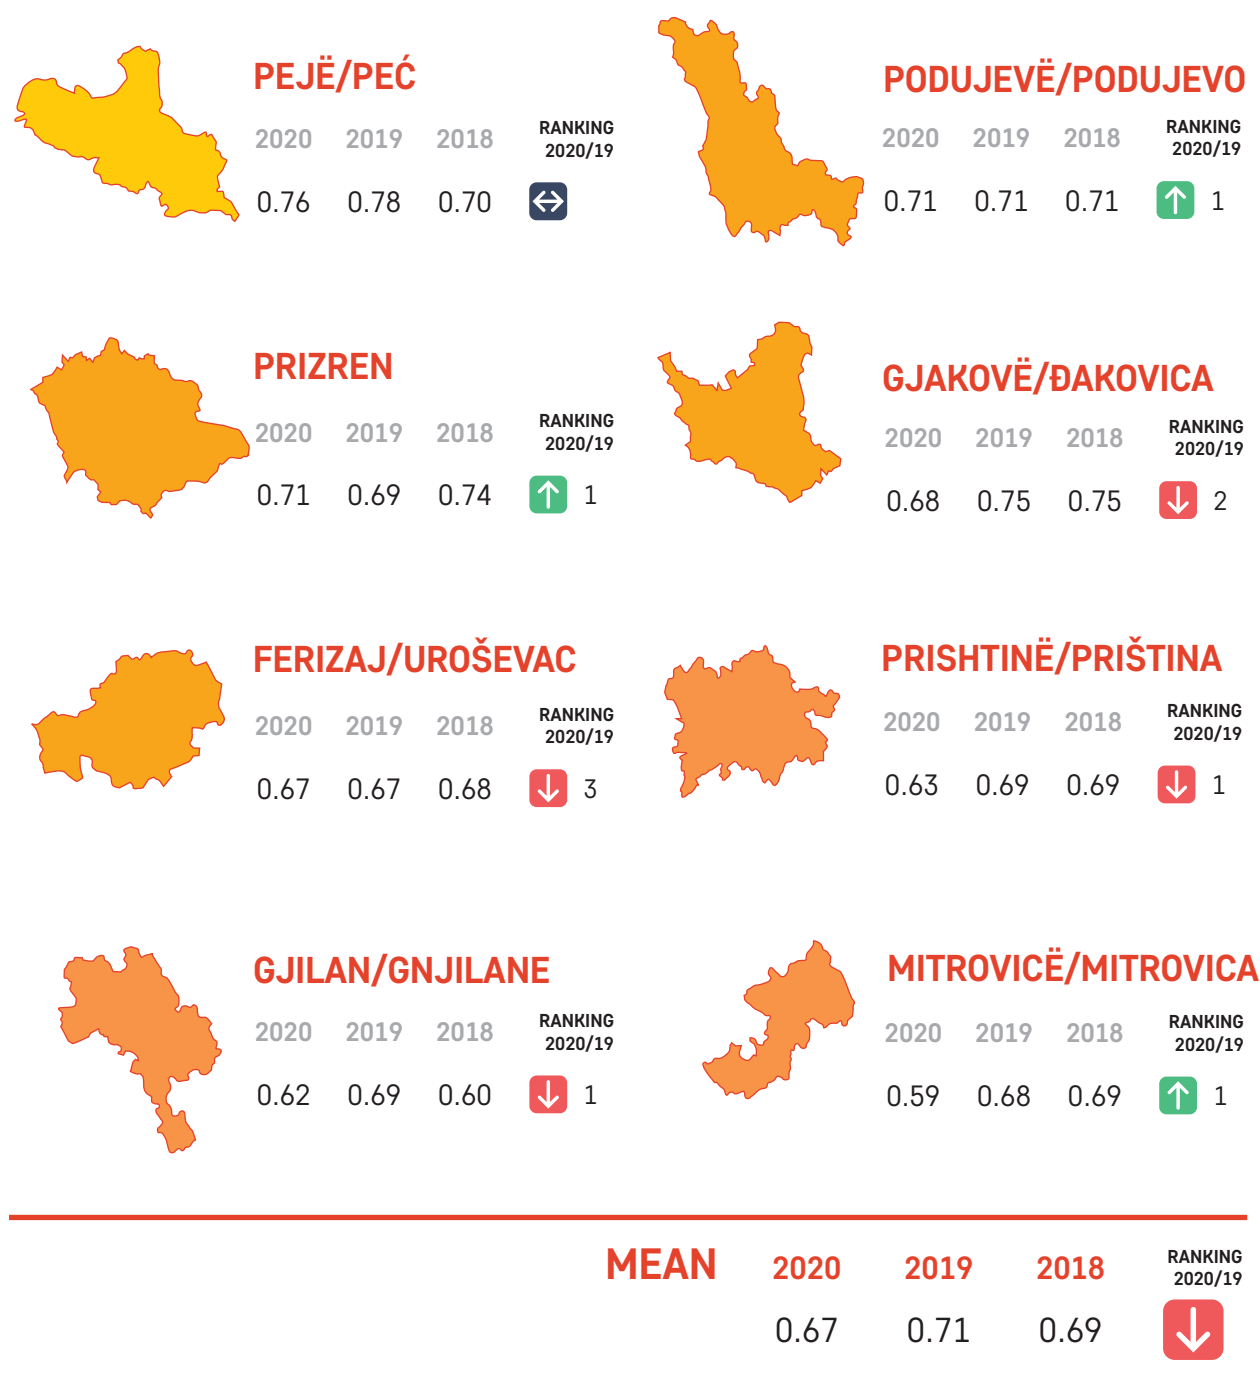 PEJË/PEĆ
2020 2019 2018 RANKING 2020/19
0.76 0.78 0.70
PODUJEVË/PODUJEVO
2020 2019 2018 RANKING 2020/19
0.71 0.71 0.71 1
PRIZREN
2020 2019 2018 RANKING 2020/19
0.71 0.69 0.74 1
GJAKOVË/ĐAKOVICA
2020 2019 2018 RANKING 2020/19
0.68 0.75 0.75 2
FERIZAJ/UROŠEVAC
2020 2019 2018 RANKING 2020/19
0.67 0.67 0.68 3
PRISHTINË/PRIŠTINA
2020 2019 2018 RANKING 2020/19
0.63 0.69 0.69 1
GJILAN/GNJILANE
2020 2019 2018 RANKING 2020/19
0.62 0.69 0.60 1
MITROVICË/MITROVICA
2020 2019 2018 RANKING 2020/19
0.59 0.68 0.69 1
MEAN 2020 2019 2018 RANKING 2020/19
0.67 0.71 0.69